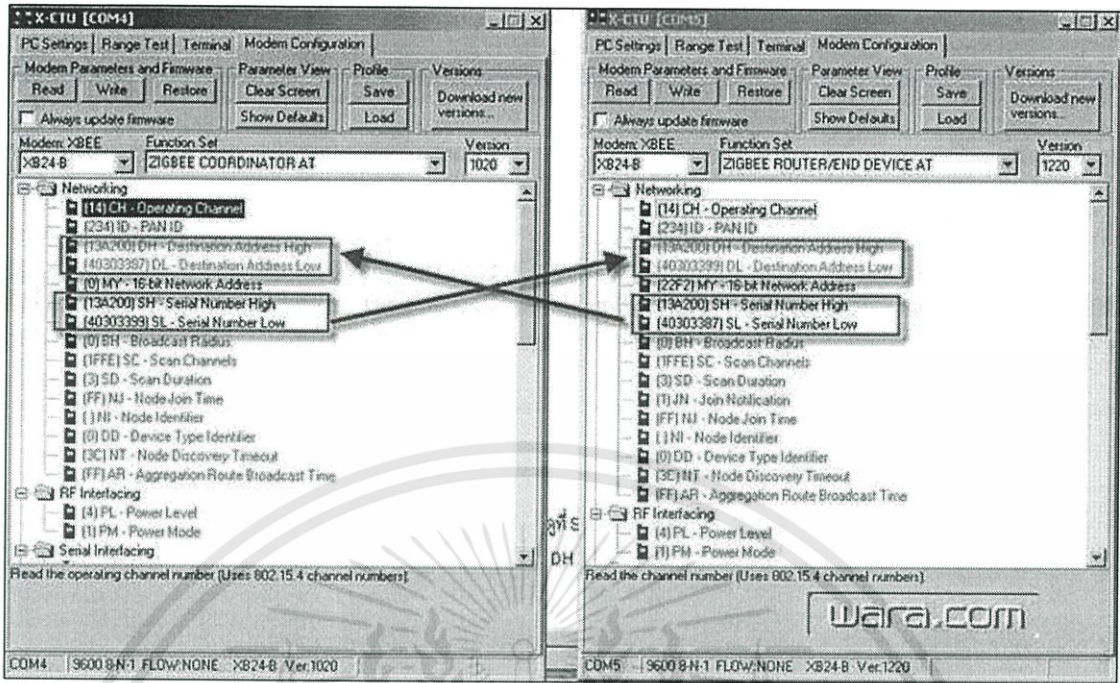 X-CTU [COM4]
PC Settings Range Test Terminal Modem Configuration
Modem Parameters and Firmware Parameter View Profile Versions
Read Write Restore Clear Screen Save Download new versions...
Always update firmware Show Defaults Load
Modem: XBEE Function Set Version
XB24-B ZIGBEE COORDINATOR AT 1020
Networking
(14) CH - Operating Channel
(234) ID - PAN ID
(13A200) DH - Destination Address High
(40303387) DL - Destination Address Low
(0) MY - 16-bit Network Address
(13A200) SH - Serial Number High
(40303399) SL - Serial Number Low
(0) BH - Broadcast Radius
(1FFE) SC - Scan Channels
(3) SD - Scan Duration
(FF) NJ - Node Join Time
( ) NI - Node Identifier
(0) DD - Device Type Identifier
(3C) NT - Node Discovery Timeout
(FF) AR - Aggregation Route Broadcast Time
RF Interfacing
(4) PL - Power Level
(1) PM - Power Mode
Serial Interfacing
Read the operating channel number (Uses 802.15.4 channel numbers).
COM4 9600 8-N-1 FLOW:NONE XB24-B Ver:1020
DH
X-CTU [COM5]
PC Settings Range Test Terminal Modem Configuration
Modem Parameters and Firmware Parameter View Profile Versions
Read Write Restore Clear Screen Save Download new versions...
Always update firmware Show Defaults Load
Modem: XBEE Function Set Version
XB24-B ZIGBEE ROUTER/END DEVICE AT 1220
Networking
(14) CH - Operating Channel
(234) ID - PAN ID
(13A200) DH - Destination Address High
(40303399) DL - Destination Address Low
(22F2) MY - 16-bit Network Address
(13A200) SH - Serial Number High
(40303387) SL - Serial Number Low
(0) BH - Broadcast Radius
(1FFE) SC - Scan Channels
(3) SD - Scan Duration
(1) JN - Join Notification
(FF) NJ - Node Join Time
( ) NI - Node Identifier
(0) DD - Device Type Identifier
(3C) NT - Node Discovery Timeout
(FF) AR - Aggregation Route Broadcast Time
RF Interfacing
(4) PL - Power Level
(1) PM - Power Mode
Read the channel number (Uses 802.15.4 channel numbers).
wara.com
COM5 9600 8-N-1 FLOW:NONE XB24-B Ver:1220